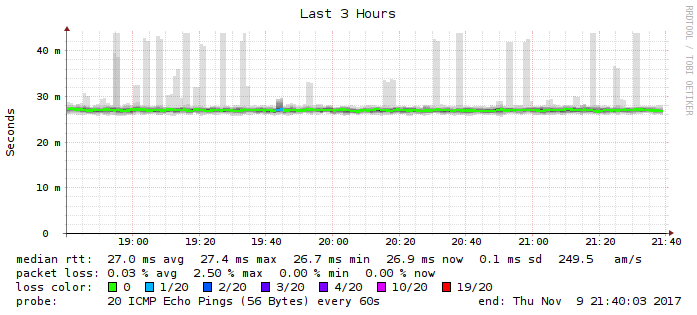 Last 3 Hours
RRDTOOL / TOBI OETIKER
Seconds
40 m
30 m
20 m
10 m
0
19:00 19:20 19:40 20:00 20:20 20:40 21:00 21:20 21:40
median rtt: 27.0 ms avg 27.4 ms max 26.7 ms min 26.9 ms now 0.1 ms sd 249.5 am/s
packet loss: 0.03 % avg 2.50 % max 0.00 % min 0.00 % now
loss color: 0 1/20 2/20 3/20 4/20 10/20 19/20
probe: 20 ICMP Echo Pings (56 Bytes) every 60s end: Thu Nov 9 21:40:03 2017